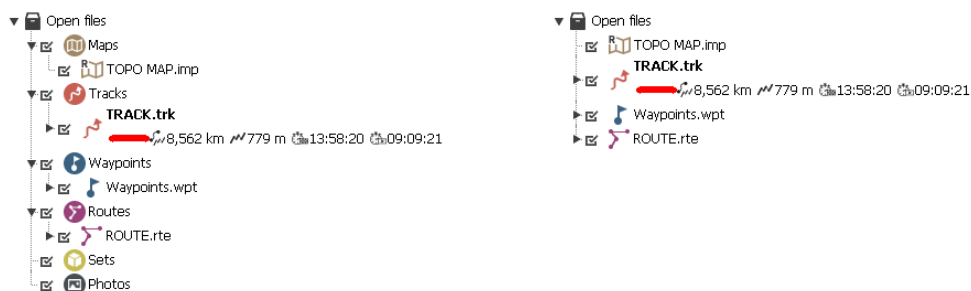 Open files
Maps
TOPO MAP.imp
Tracks
TRACK.trk
8,562 km 779 m 13:58:20 09:09:21
Waypoints
Waypoints.wpt
Routes
ROUTE.rte
Sets
Photos
Open files
TOPO MAP.imp
TRACK.trk
8,562 km 779 m 13:58:20 09:09:21
Waypoints.wpt
ROUTE.rte